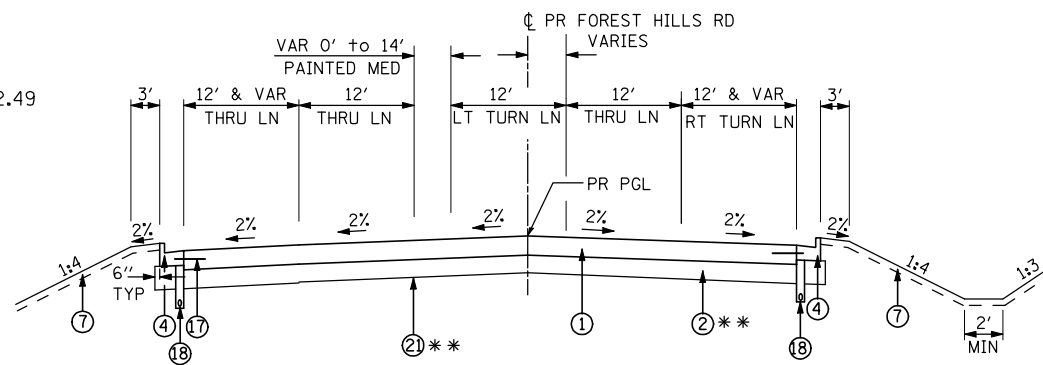 ℄ PR FOREST HILLS RD
VARIES
VAR 0' to 14'
PAINTED MED
2.49
3'
12' & VAR
THRU LN
12'
THRU LN
12'
LT TURN LN
12'
THRU LN
12' & VAR
RT TURN LN
3'
PR PGL
2%
2%
2%
2%
2%
2%
2%
1:4
6"
TYP
1:4
1:3
7
4
18
17
21 **
1
2 **
18
4
7
2'
MIN